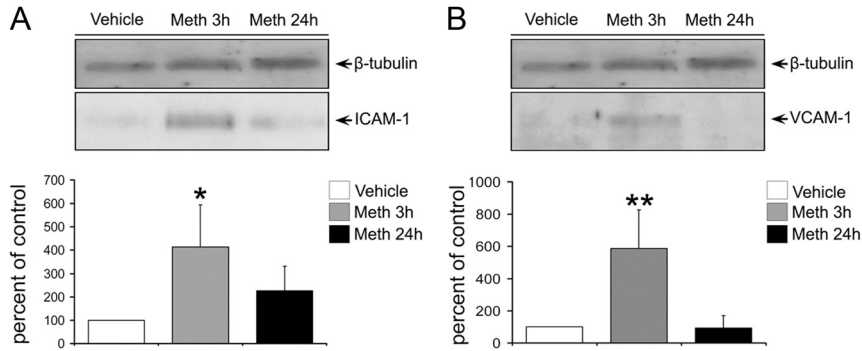 A
Vehicle Meth 3h Meth 24h
β-tubulin
ICAM-1
percent of control
700
600
500
400
300
200
100
0
*
Vehicle
Meth 3h
Meth 24h
B
Vehicle Meth 3h Meth 24h
β-tubulin
VCAM-1
percent of control
1000
800
600
400
200
0
**
Vehicle
Meth 3h
Meth 24h